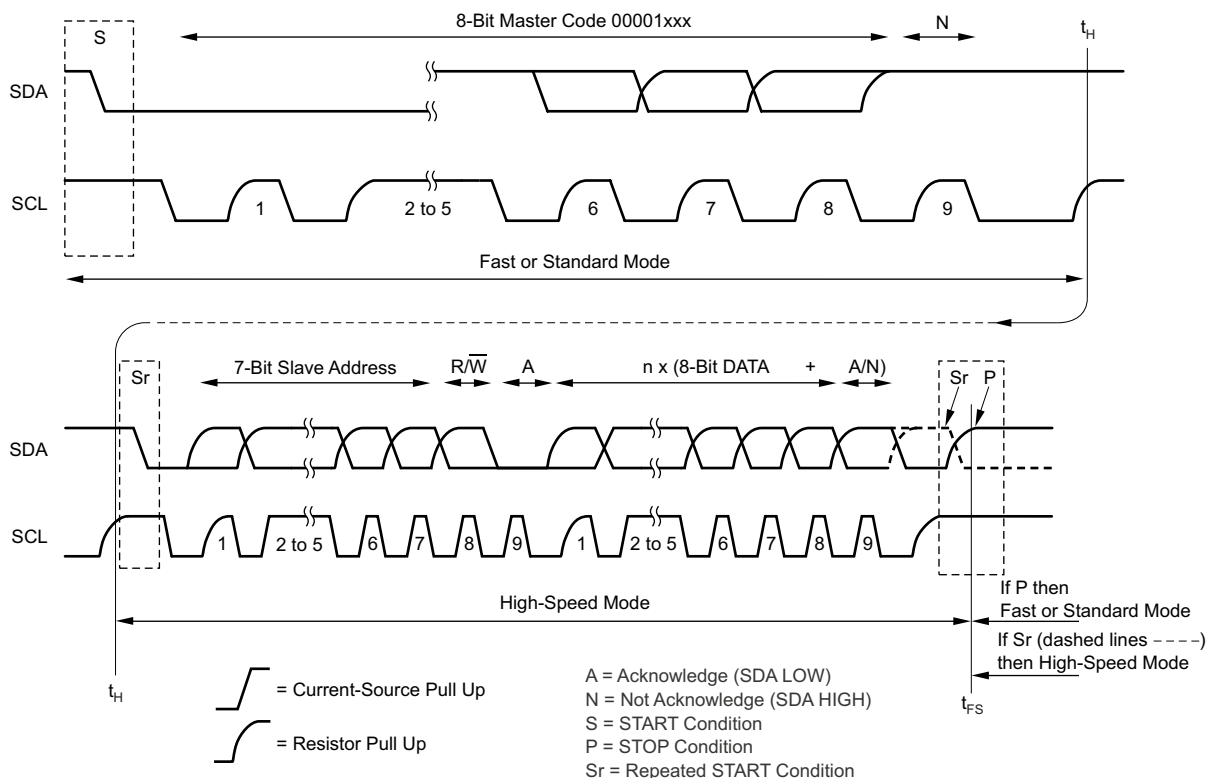 8-Bit Master Code 00001xxx
N
t_H
S
SDA
SCL
1
2 to 5
6
7
8
9
Fast or Standard Mode
Sr
7-Bit Slave Address
R/W̅
A
n x (8-Bit DATA +
A/N)
Sr
P
SDA
SCL
1
2 to 5
6
7
8
9
1
2 to 5
6
7
8
9
High-Speed Mode
If P then
Fast or Standard Mode
If Sr (dashed lines ----)
then High-Speed Mode
t_H
t_FS
= Current-Source Pull Up
= Resistor Pull Up
A = Acknowledge (SDA LOW)
N = Not Acknowledge (SDA HIGH)
S = START Condition
P = STOP Condition
Sr = Repeated START Condition